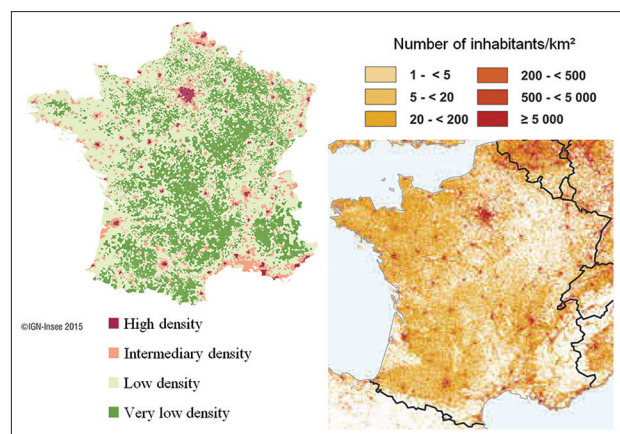 Number of inhabitants/km²
1 - < 5
200 - < 500
5 - < 20
500 - < 5 000
20 - < 200
≥ 5 000
©IGN-Insee 2015
High density
Intermediary density
Low density
Very low density